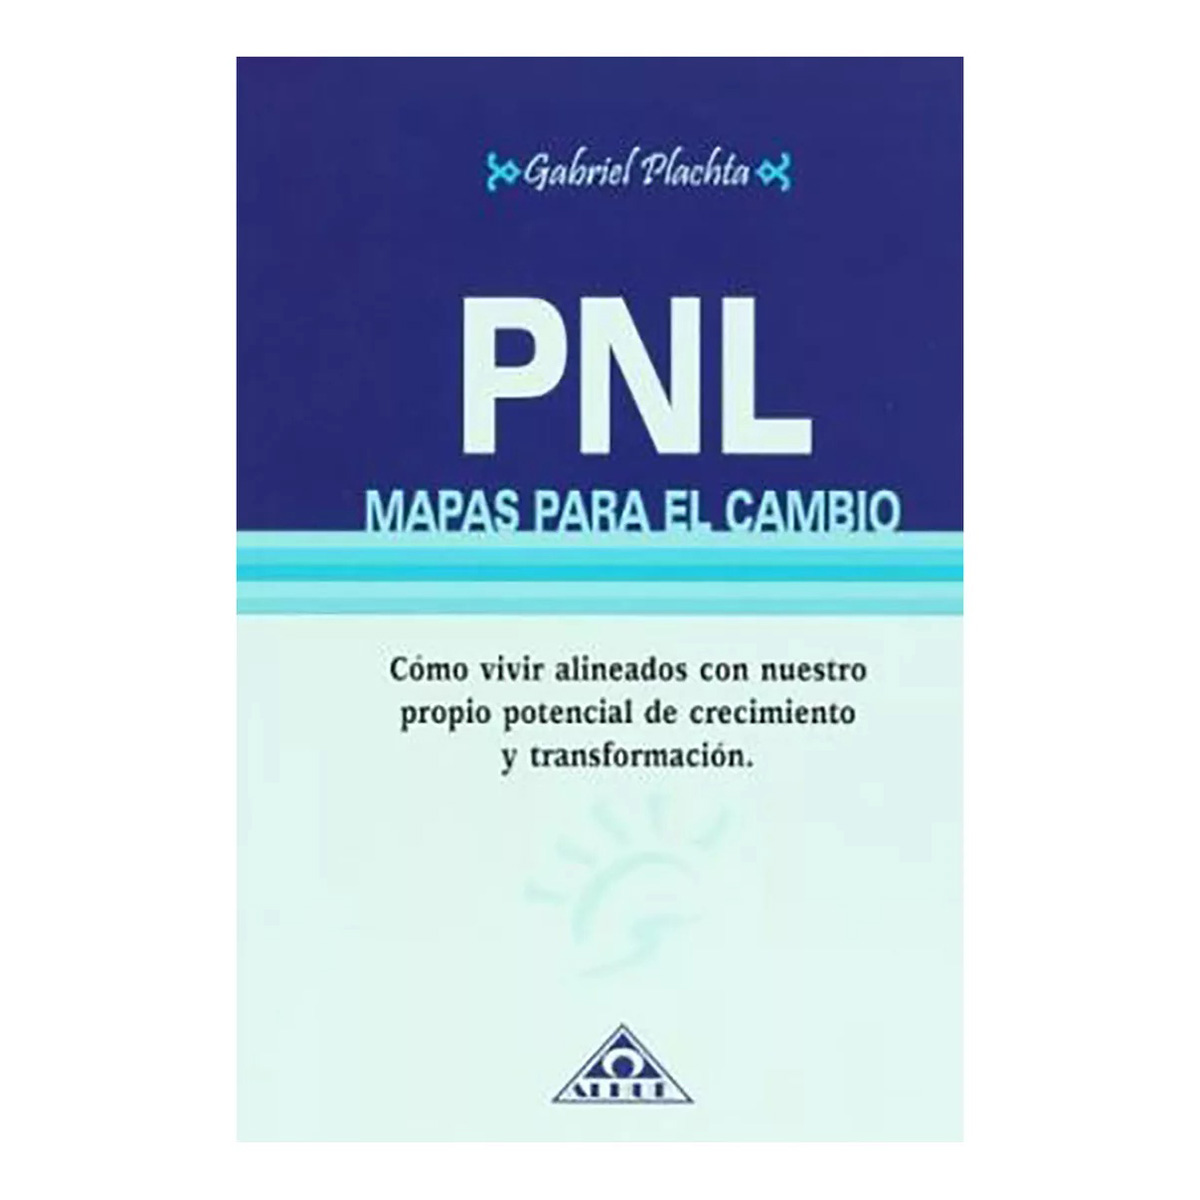 Gabriel Plachta
PNL
MAPAS PARA EL CAMBIO
Cómo vivir alineados con nuestro
propio potencial de crecimiento
y transformación.